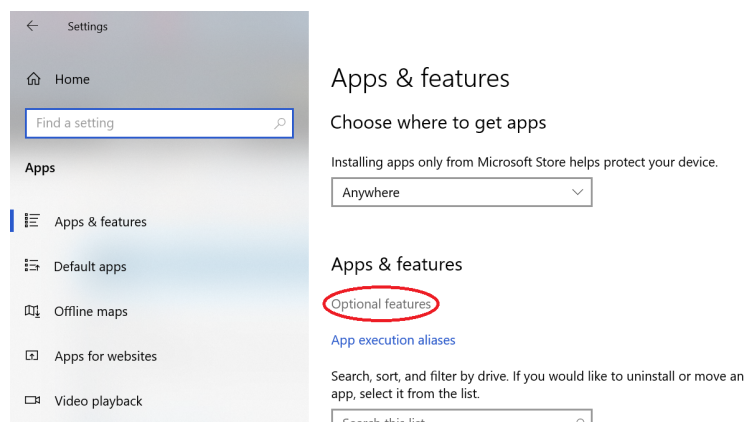 Settings
Home
Find a setting
Apps
Apps & features
Default apps
Offline maps
Apps for websites
Video playback
Apps & features
Choose where to get apps
Installing apps only from Microsoft Store helps protect your device.
Anywhere
Apps & features
Optional features
App execution aliases
Search, sort, and filter by drive. If you would like to uninstall or move an
app, select it from the list.
Search this list